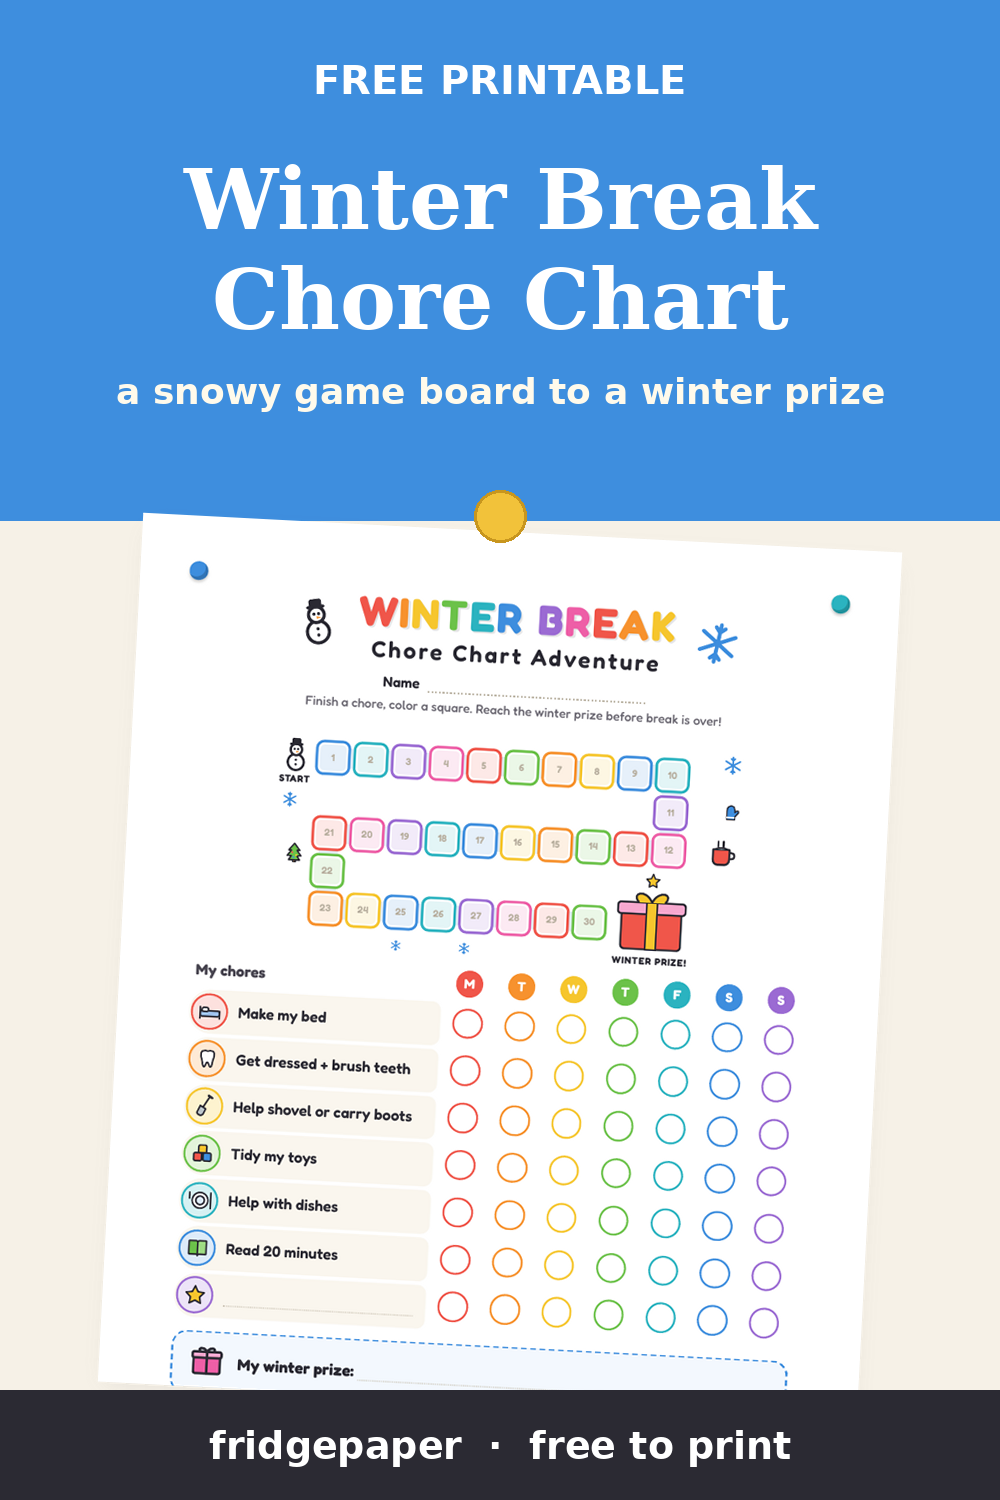 FREE PRINTABLE
Winter Break
Chore Chart
a snowy game board to a winter prize
WINTER BREAK
Chore Chart Adventure
Name
Finish a chore, color a square. Reach the winter prize before break is over!
START
1 2 3 4 5 6 7 8 9 10
11
21 20 19 18 17 16 15 14 13 12
22
23 24 25 26 27 28 29 30
WINTER PRIZE!
My chores M T W T F S S
Make my bed
Get dressed + brush teeth
Help shovel or carry boots
Tidy my toys
Help with dishes
Read 20 minutes
My winter prize:
fridgepaper · free to print